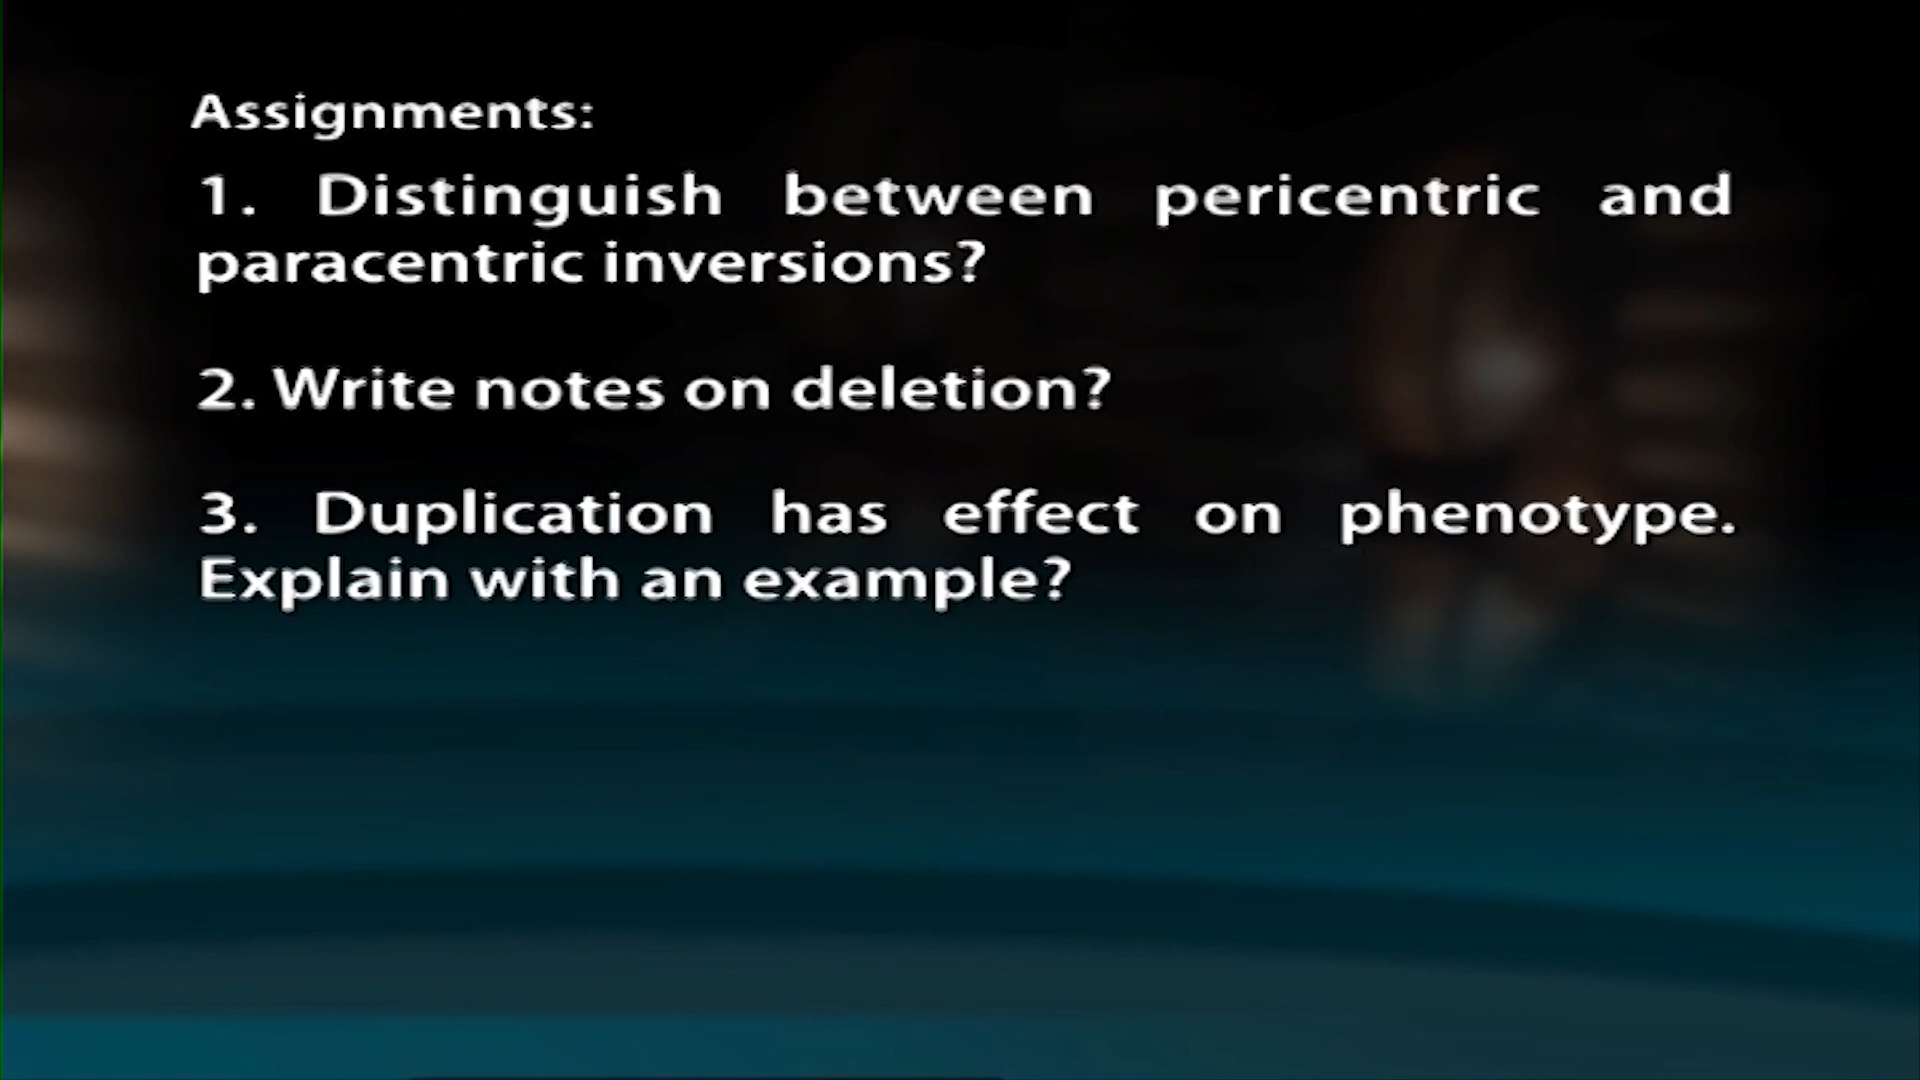 Assignments:
1. Distinguish between pericentric and
paracentric inversions?
2. Write notes on deletion?
3. Duplication has effect on phenotype.
Explain with an example?